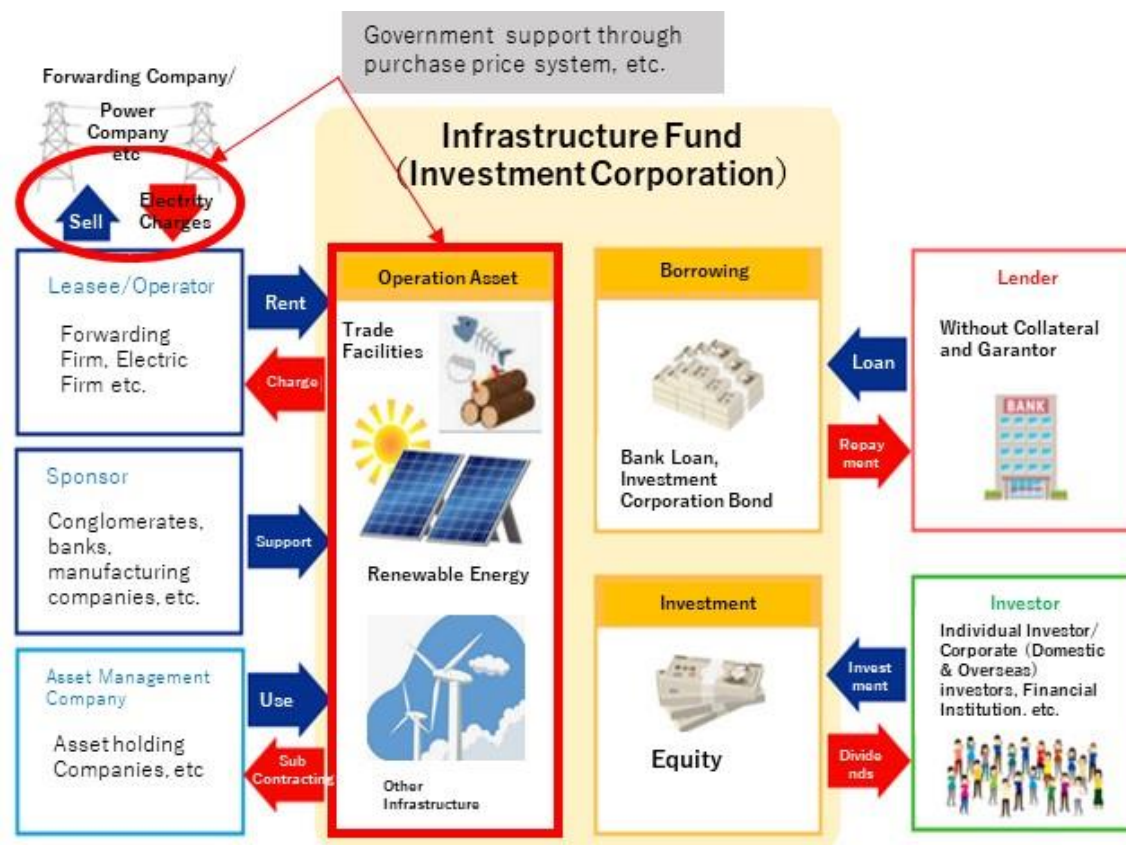 Government support through
purchase price system, etc.
Forwarding Company/
Power
Company
etc
Infrastructure Fund
(Investment Corporation)
Sell
Electrity
Charges
Leasee/Operator
Forwarding
Firm, Electric
Firm etc.
Rent
Charge
Sponsor
Conglomerates,
banks,
manufacturing
companies, etc.
Support
Asset Management
Company
Asset holding
Companies, etc
Use
Sub
Contracting
Operation Asset
Trade
Facilities
Renewable Energy
Other
Infrastructure
Borrowing
Bank Loan,
Investment
Corporation Bond
Loan
Repay
ment
Lender
Without Collateral
and Garantor
BANK
Investment
Equity
Invest
ment
Divide
nds
Investor
Individual Investor/
Corporate (Domestic
& Overseas)
investors, Financial
Institution. etc.